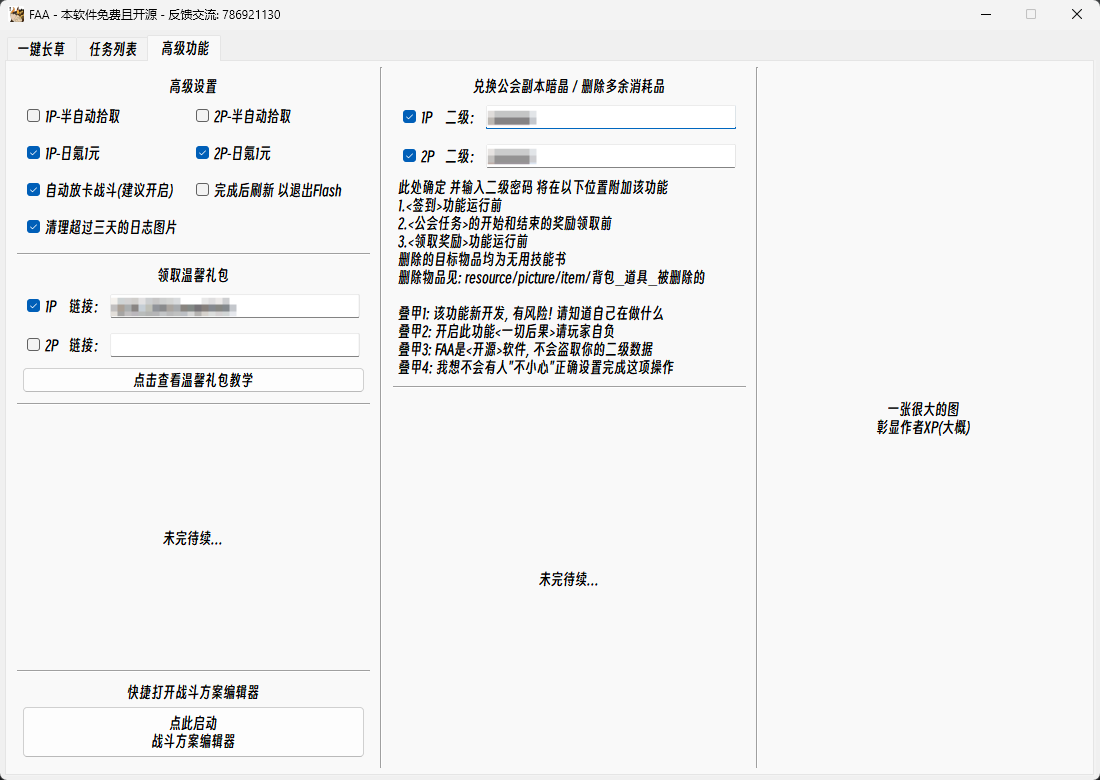 FAA - 本软件免费且开源 - 反馈交流: 786921130
一键长草 任务列表 高级功能
高级设置
1P-半自动拾取 2P-半自动拾取
1P-日氪1元 2P-日氪1元
自动放卡战斗(建议开启) 完成后刷新 以退出Flash
清理超过三天的日志图片
领取温馨礼包
1P 链接:
2P 链接:
点击查看温馨礼包教学
未完待续...
快捷打开战斗方案编辑器
点此启动
战斗方案编辑器
兑换公会副本暗晶 / 删除多余消耗品
1P 二级:
2P 二级:
此处确定 并输入二级密码 将在以下位置附加该功能
1.<签到>功能运行前
2.<公会任务>的开始和结束的奖励领取前
3.<领取奖励>功能运行前
删除的目标物品均为无用技能书
删除物品见: resource/picture/item/背包_道具_被删除的
叠甲1: 该功能新开发, 有风险! 请知道自己在做什么
叠甲2: 开启此功能<一切后果>请玩家自负
叠甲3: FAA是<开源>软件, 不会盗取你的二级数据
叠甲4: 我想不会有人"不小心"正确设置完成这项操作
未完待续...
一张很大的图
彰显作者XP(大概)